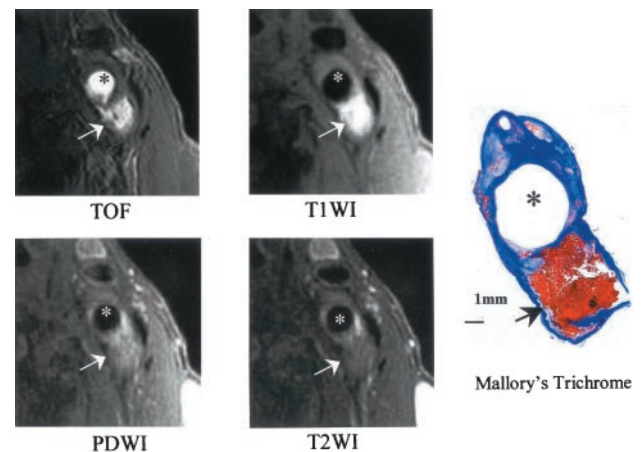 *
TOF
*
T1WI
*
PDWI
*
T2WI
*
1mm
Mallory's Trichrome